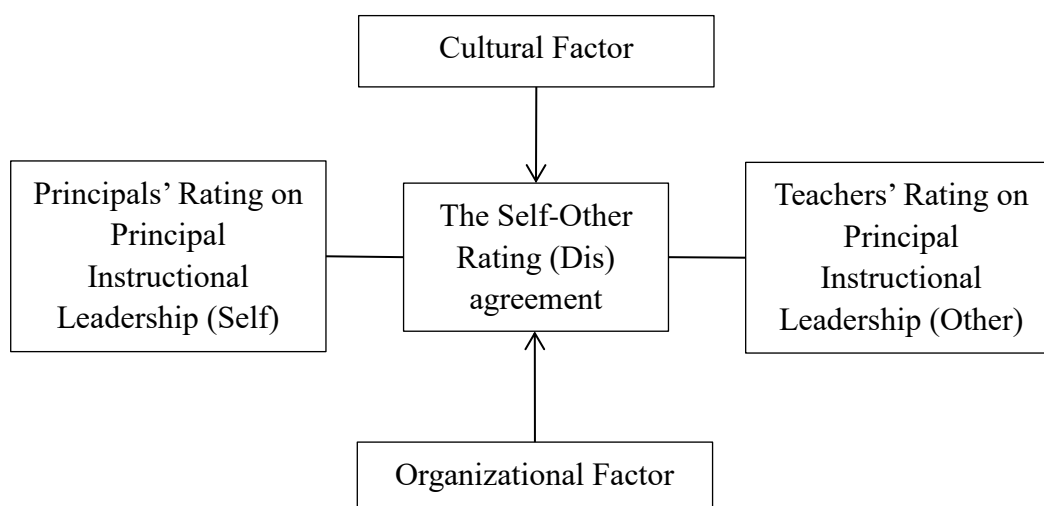 Cultural Factor
Principals’ Rating on
Principal
Instructional
Leadership (Self)
The Self-Other
Rating (Dis)
agreement
Teachers’ Rating on
Principal
Instructional
Leadership (Other)
Organizational Factor